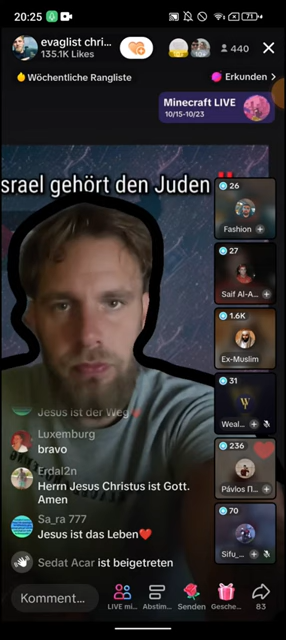 20:25
71
evaglist chri...
135.1K Likes
440
Wöchentliche Rangliste
Erkunden >
Minecraft LIVE
10/15-10/23
srael gehört den Juden
26
Fashion
27
Saif Al-A...
1.6K
Ex-Muslim
31
Weal...
236
Pávlos Π...
70
Sifu_...
Jesus ist der Weg
Luxemburg
bravo
Erdal2n
Herrn Jesus Christus ist Gott.
Amen
Sa_ra 777
Jesus ist das Leben❤️
Sedat Acar ist beigetreten
Komment...
LIVE mi...
Abstim...
Senden
Gesche...
83